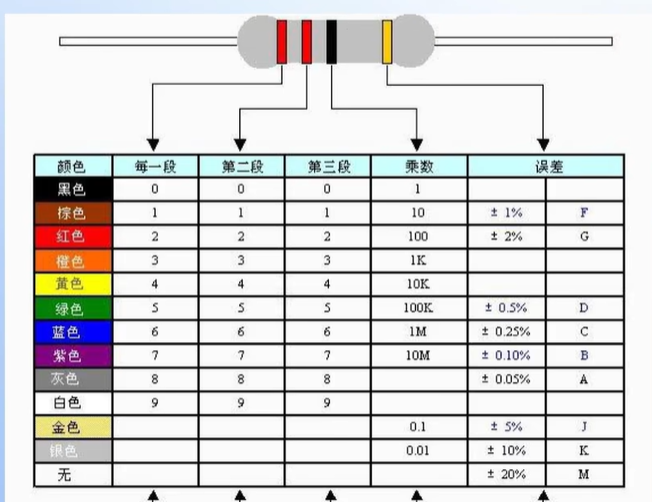 颜色 每一段 第二段 第三段 乘数 误差
黑色 0 0 0 1
棕色 1 1 1 10 ± 1% F
红色 2 2 2 100 ± 2% G
橙色 3 3 3 1K
黄色 4 4 4 10K
绿色 5 5 5 100K ± 0.5% D
蓝色 6 6 6 1M ± 0.25% C
紫色 7 7 7 10M ± 0.10% B
灰色 8 8 8 ± 0.05% A
白色 9 9 9
金色 0.1 ± 5% J
银色 0.01 ± 10% K
无 ± 20% M